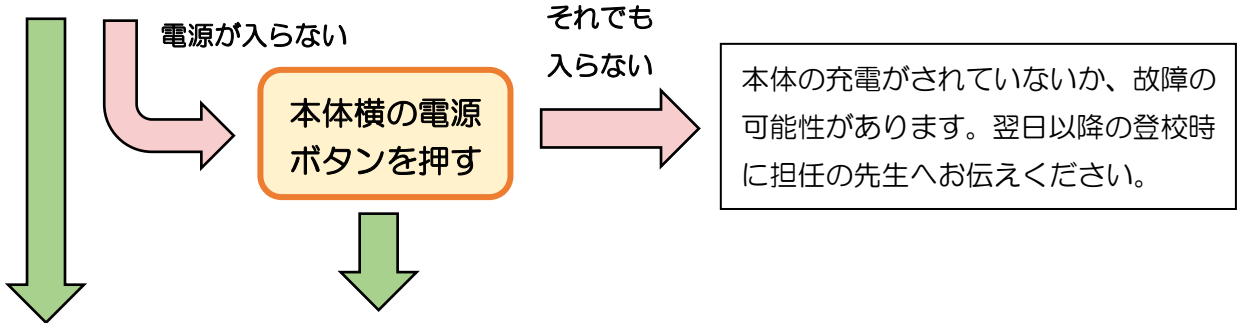 電源が入らない
それでも
入らない
本体横の電源
ボタンを押す
本体の充電がされていないか、故障の
可能性があります。翌日以降の登校時
に担任の先生へお伝えください。